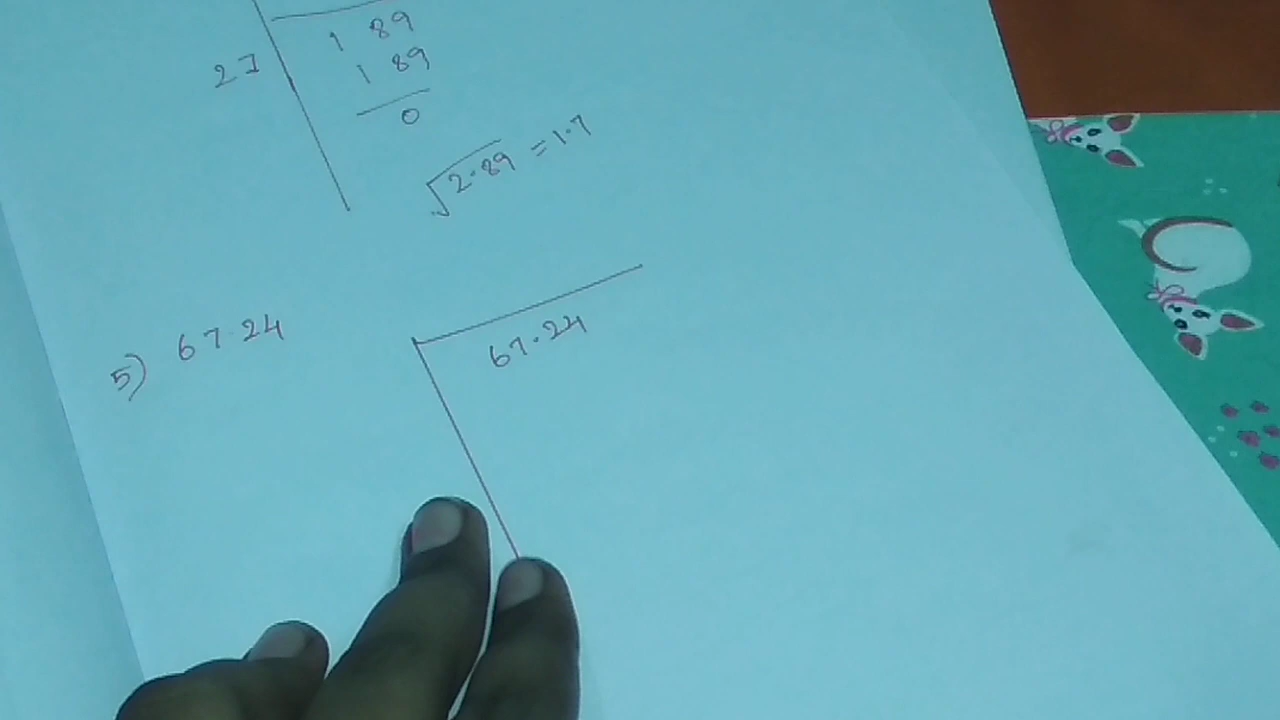 1 89
27 1 89
0
√2.89 = 1.7
5) 67.24 67.24